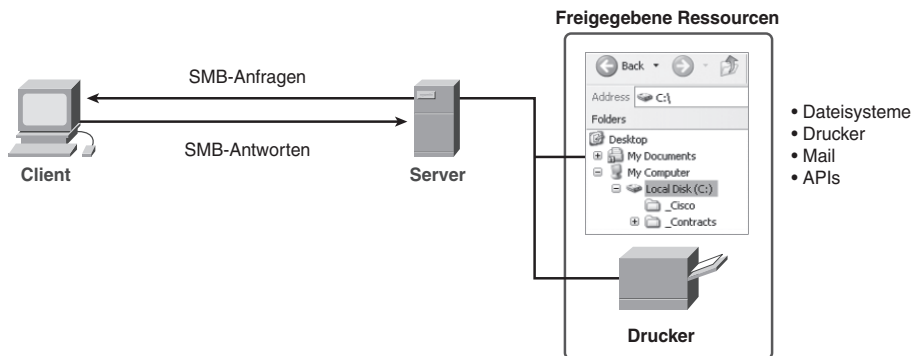 Freigegebene Ressourcen
SMB-Anfragen
SMB-Antworten
Client
Server
Back
Address C:\
Folders
Desktop
My Documents
My Computer
Local Disk (C:)
_Cisco
_Contracts
Drucker
• Dateisysteme
• Drucker
• Mail
• APIs